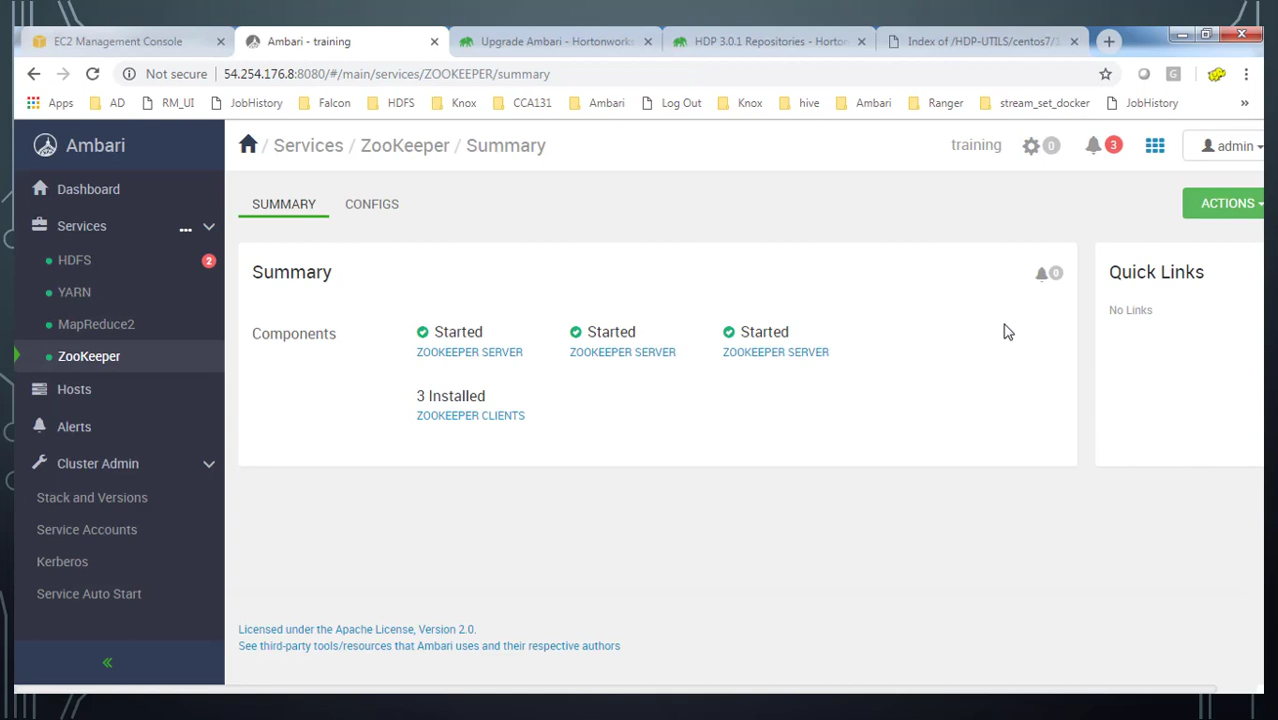 EC2 Management Console
Ambari - training
Upgrade Ambari - Hortonworks
HDP 3.0.1 Repositories - Horton
Index of /HDP-UTILS/centos7/1
Not secure
54.254.176.8:8080/#/main/services/ZOOKEEPER/summary
G
Apps
AD
RM_UI
JobHistory
Falcon
HDFS
Knox
CCA131
Ambari
Log Out
Knox
hive
Ambari
Ranger
stream_set_docker
JobHistory
»
Ambari
/ Services / ZooKeeper / Summary
training
0
3
admin
Dashboard
Services
...
HDFS
2
YARN
MapReduce2
ZooKeeper
Hosts
Alerts
Cluster Admin
Stack and Versions
Service Accounts
Kerberos
Service Auto Start
«
SUMMARY
CONFIGS
ACTIONS
Summary
0
Components
Started
ZOOKEEPER SERVER
Started
ZOOKEEPER SERVER
Started
ZOOKEEPER SERVER
3 Installed
ZOOKEEPER CLIENTS
Quick Links
No Links
Licensed under the Apache License, Version 2.0.
See third-party tools/resources that Ambari uses and their respective authors